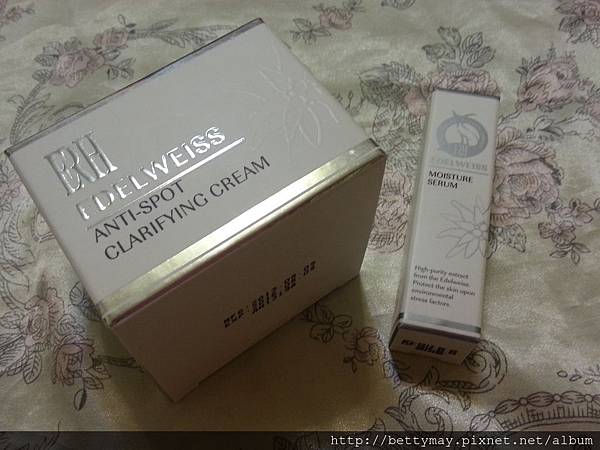 ERH
EDELWEISS
ANTI-SPOT
CLARIFYING CREAM
EDELWEISS
MOISTURE
SERUM
High-purity extract
from the Edelweiss.
Protect the skin upon
environmental
stress factors.
http://bettymay.pixnet.net/album